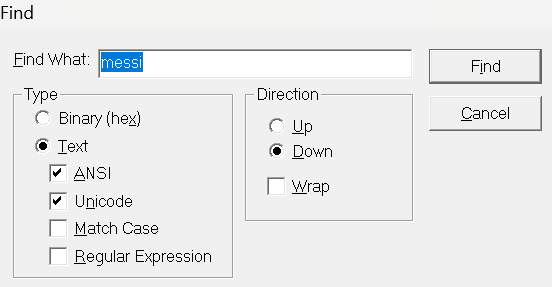 Find
Find What: messi
Find
Type
Direction
Binary (hex)
Up
Cancel
Text
Down
ANSI
Wrap
Unicode
Match Case
Regular Expression